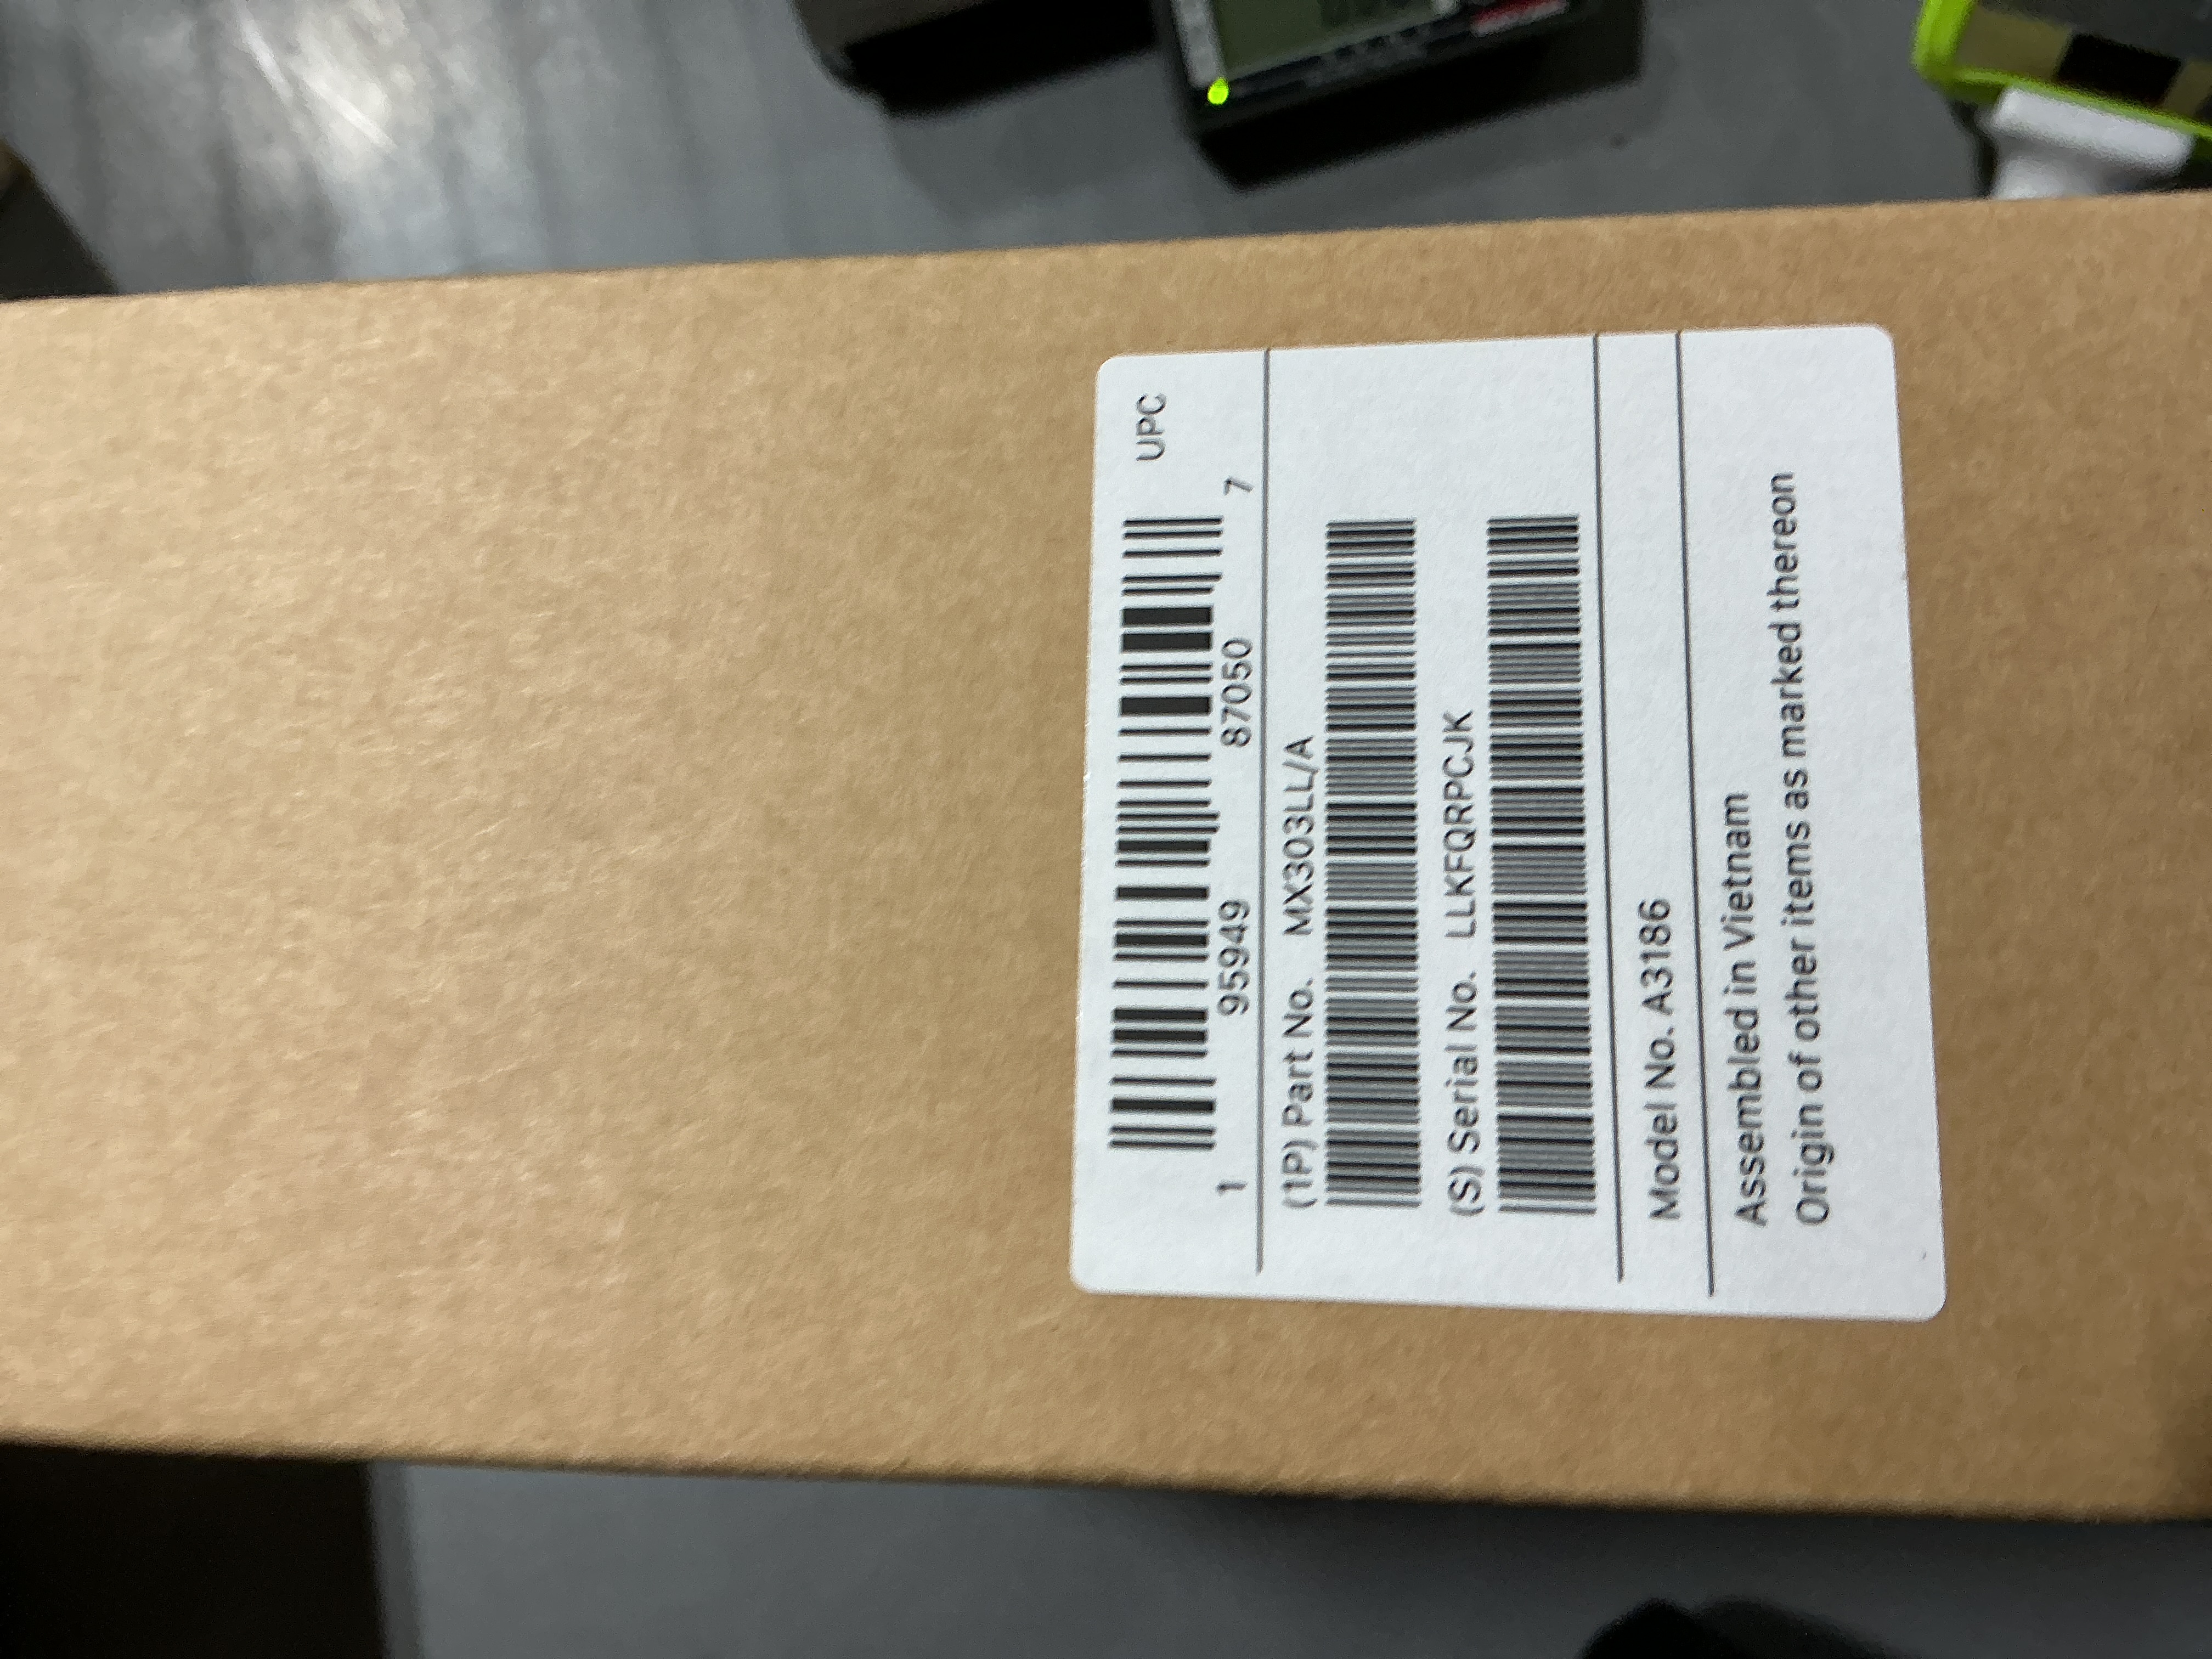 UPC
1 95949 87050 7
(1P) Part No. MX303LL/A
(S) Serial No. LLKFQRPCJK
Model No. A3186
Assembled in Vietnam
Origin of other items as marked thereon